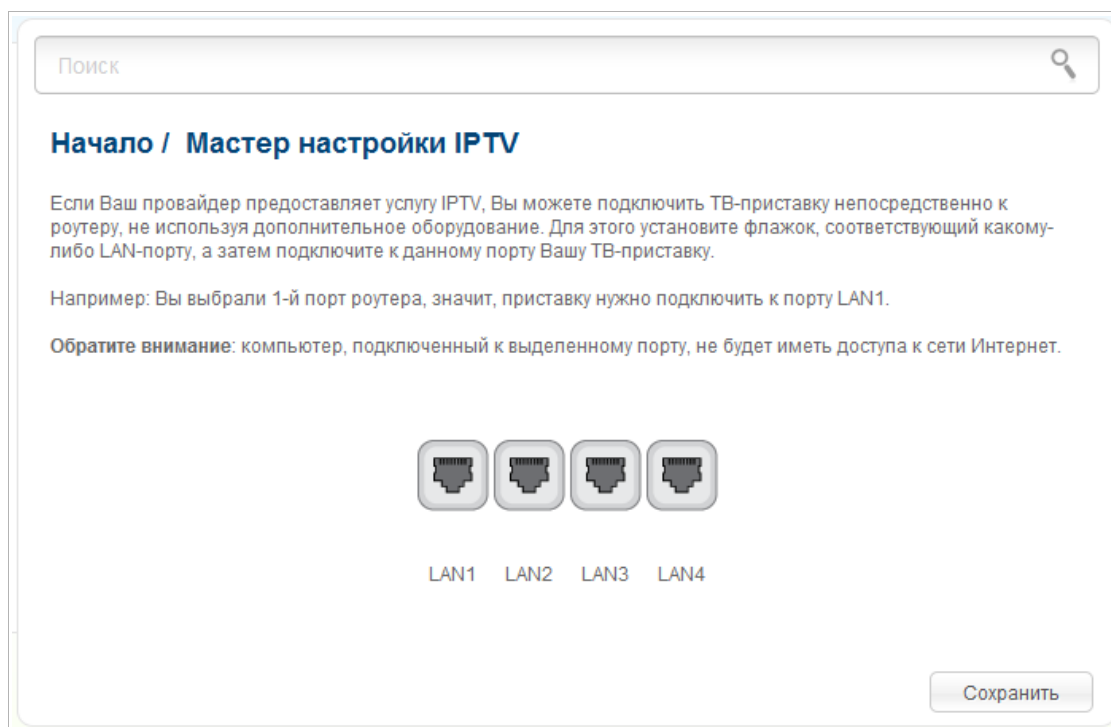 Поиск
Начало / Мастер настройки IPTV
Если Ваш провайдер предоставляет услугу IPTV, Вы можете подключить ТВ-приставку непосредственно к
роутеру, не используя дополнительное оборудование. Для этого установите флажок, соответствующий какому-
либо LAN-порту, а затем подключите к данному порту Вашу ТВ-приставку.
Например: Вы выбрали 1-й порт роутера, значит, приставку нужно подключить к порту LAN1.
Обратите внимание: компьютер, подключенный к выделенному порту, не будет иметь доступа к сети Интернет.
LAN1 LAN2 LAN3 LAN4
Сохранить